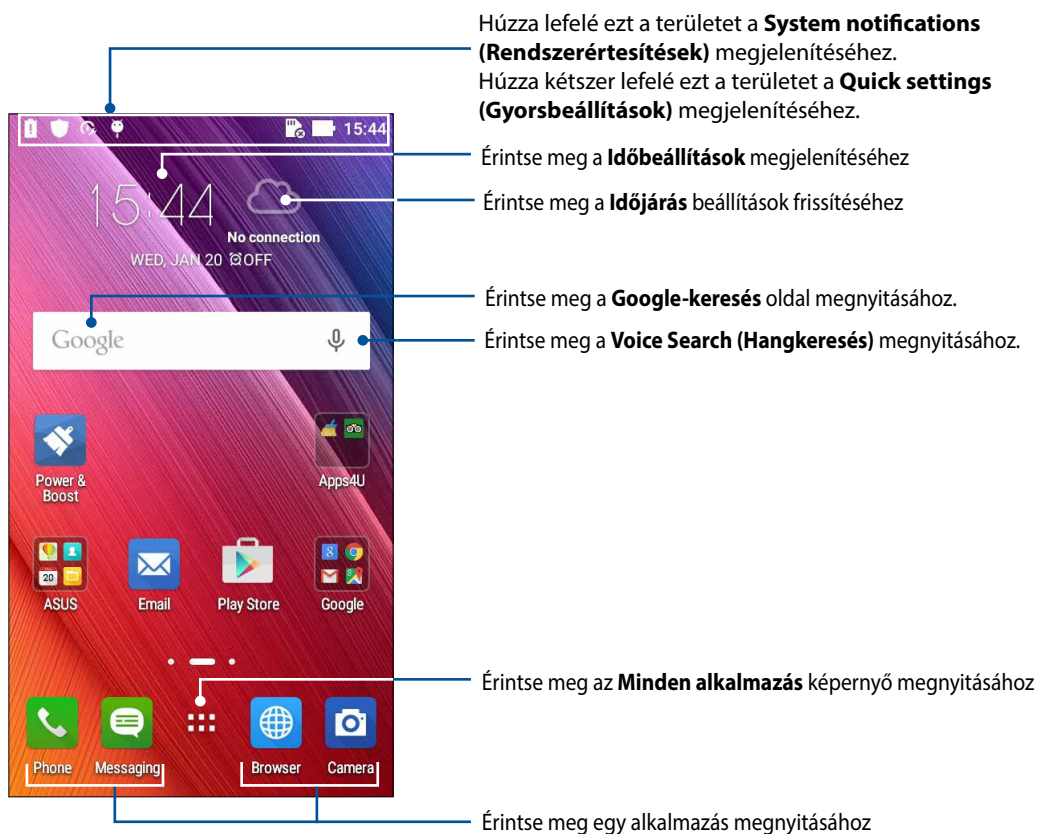 Húzza lefelé ezt a területet a System notifications
(Rendszerértesítések) megjelenítéséhez.
Húzza kétszer lefelé ezt a területet a Quick settings
(Gyorsbeállítások) megjelenítéséhez.
15:44
Érintse meg a Időbeállítások megjelenítéséhez
15:44
Érintse meg a Időjárás beállítások frissítéséhez
No connection
WED, JAN 20 OFF
Érintse meg a Google-keresés oldal megnyitásához.
Google
Érintse meg a Voice Search (Hangkeresés) megnyitásához.
Power &
Boost
Apps4U
20
8
ASUS
Email
Play Store
Google
Érintse meg az Minden alkalmazás képernyő megnyitásához
Phone
Messaging
Browser
Camera
Érintse meg egy alkalmazás megnyitásához